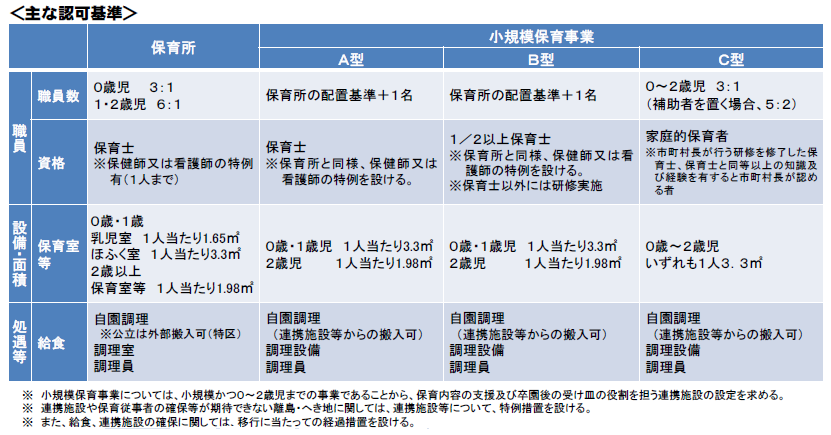 ＜主な認可基準＞
保育所
小規模保育事業
A型
B型
C型
職員
職員数
0歳児　3：1
1・2歳児　6：1
保育所の配置基準＋1名
保育所の配置基準＋1名
0～2歳児　3：1
（補助者を置く場合、5：2）
資格
保育士
※保健師又は看護師の特例
有（1人まで）
保育士
※保育所と同様、保健師又は
看護師の特例を設ける。
1／2以上保育士
※保育所と同様、保健師又は看
護師の特例を設ける。
※保育士以外には研修実施
家庭的保育者
※市町村長が行う研修を修了した保
育士、保育士と同等以上の知識及
び経験を有すると市町村長が認め
る者
設備・面積
保育室
等
0歳・1歳
乳児室　1人当たり1.65㎡
ほふく室　1人当たり3.3㎡
2歳以上
保育室等　1人当たり1.98㎡
0歳・1歳児　1人当たり3.3㎡
2歳児　1人当たり1.98㎡
0歳・1歳児　1人当たり3.3㎡
2歳児　1人当たり1.98㎡
0歳～2歳児
いずれも1人3．3㎡
処遇等
給食
自園調理
※公立は外部搬入可（特区）
調理室
調理員
自園調理
（連携施設等からの搬入可）
調理設備
調理員
自園調理
（連携施設等からの搬入可）
調理設備
調理員
自園調理
（連携施設等からの搬入可）
調理設備
調理員
※　小規模保育事業については、小規模かつ0～2歳児までの事業であることから、保育内容の支援及び卒園後の受け皿の役割を担う連携施設の設定を求める。
※　連携施設や保育従事者の確保等が期待できない離島・へき地に関しては、連携施設等について、特例措置を設ける。
※　また、給食、連携施設の確保に関しては、移行に当たっての経過措置を設ける。